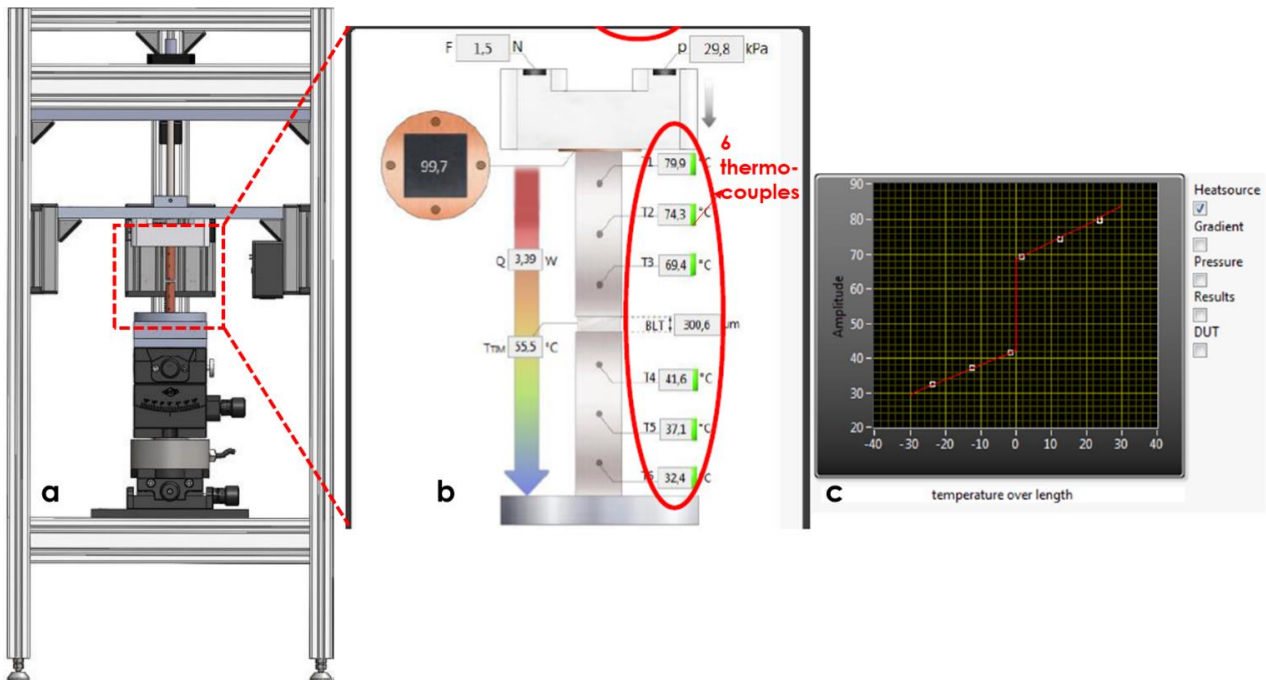 F 1,5 N
p 29,8 kPa
99,7
6
thermo-
couples
T1 79,9 °C
T2 74,3 °C
Q 3,39 W
T3 69,4 °C
BLT 300,6 µm
TTIM 55,5 °C
T4 41,6 °C
T5 37,1 °C
T6 32,4 °C
a
b
c
Amplitude
90
80
70
60
50
40
30
20
-40 -30 -20 -10 0 10 20 30 40
temperature over length
Heatsource
Gradient
Pressure
Results
DUT